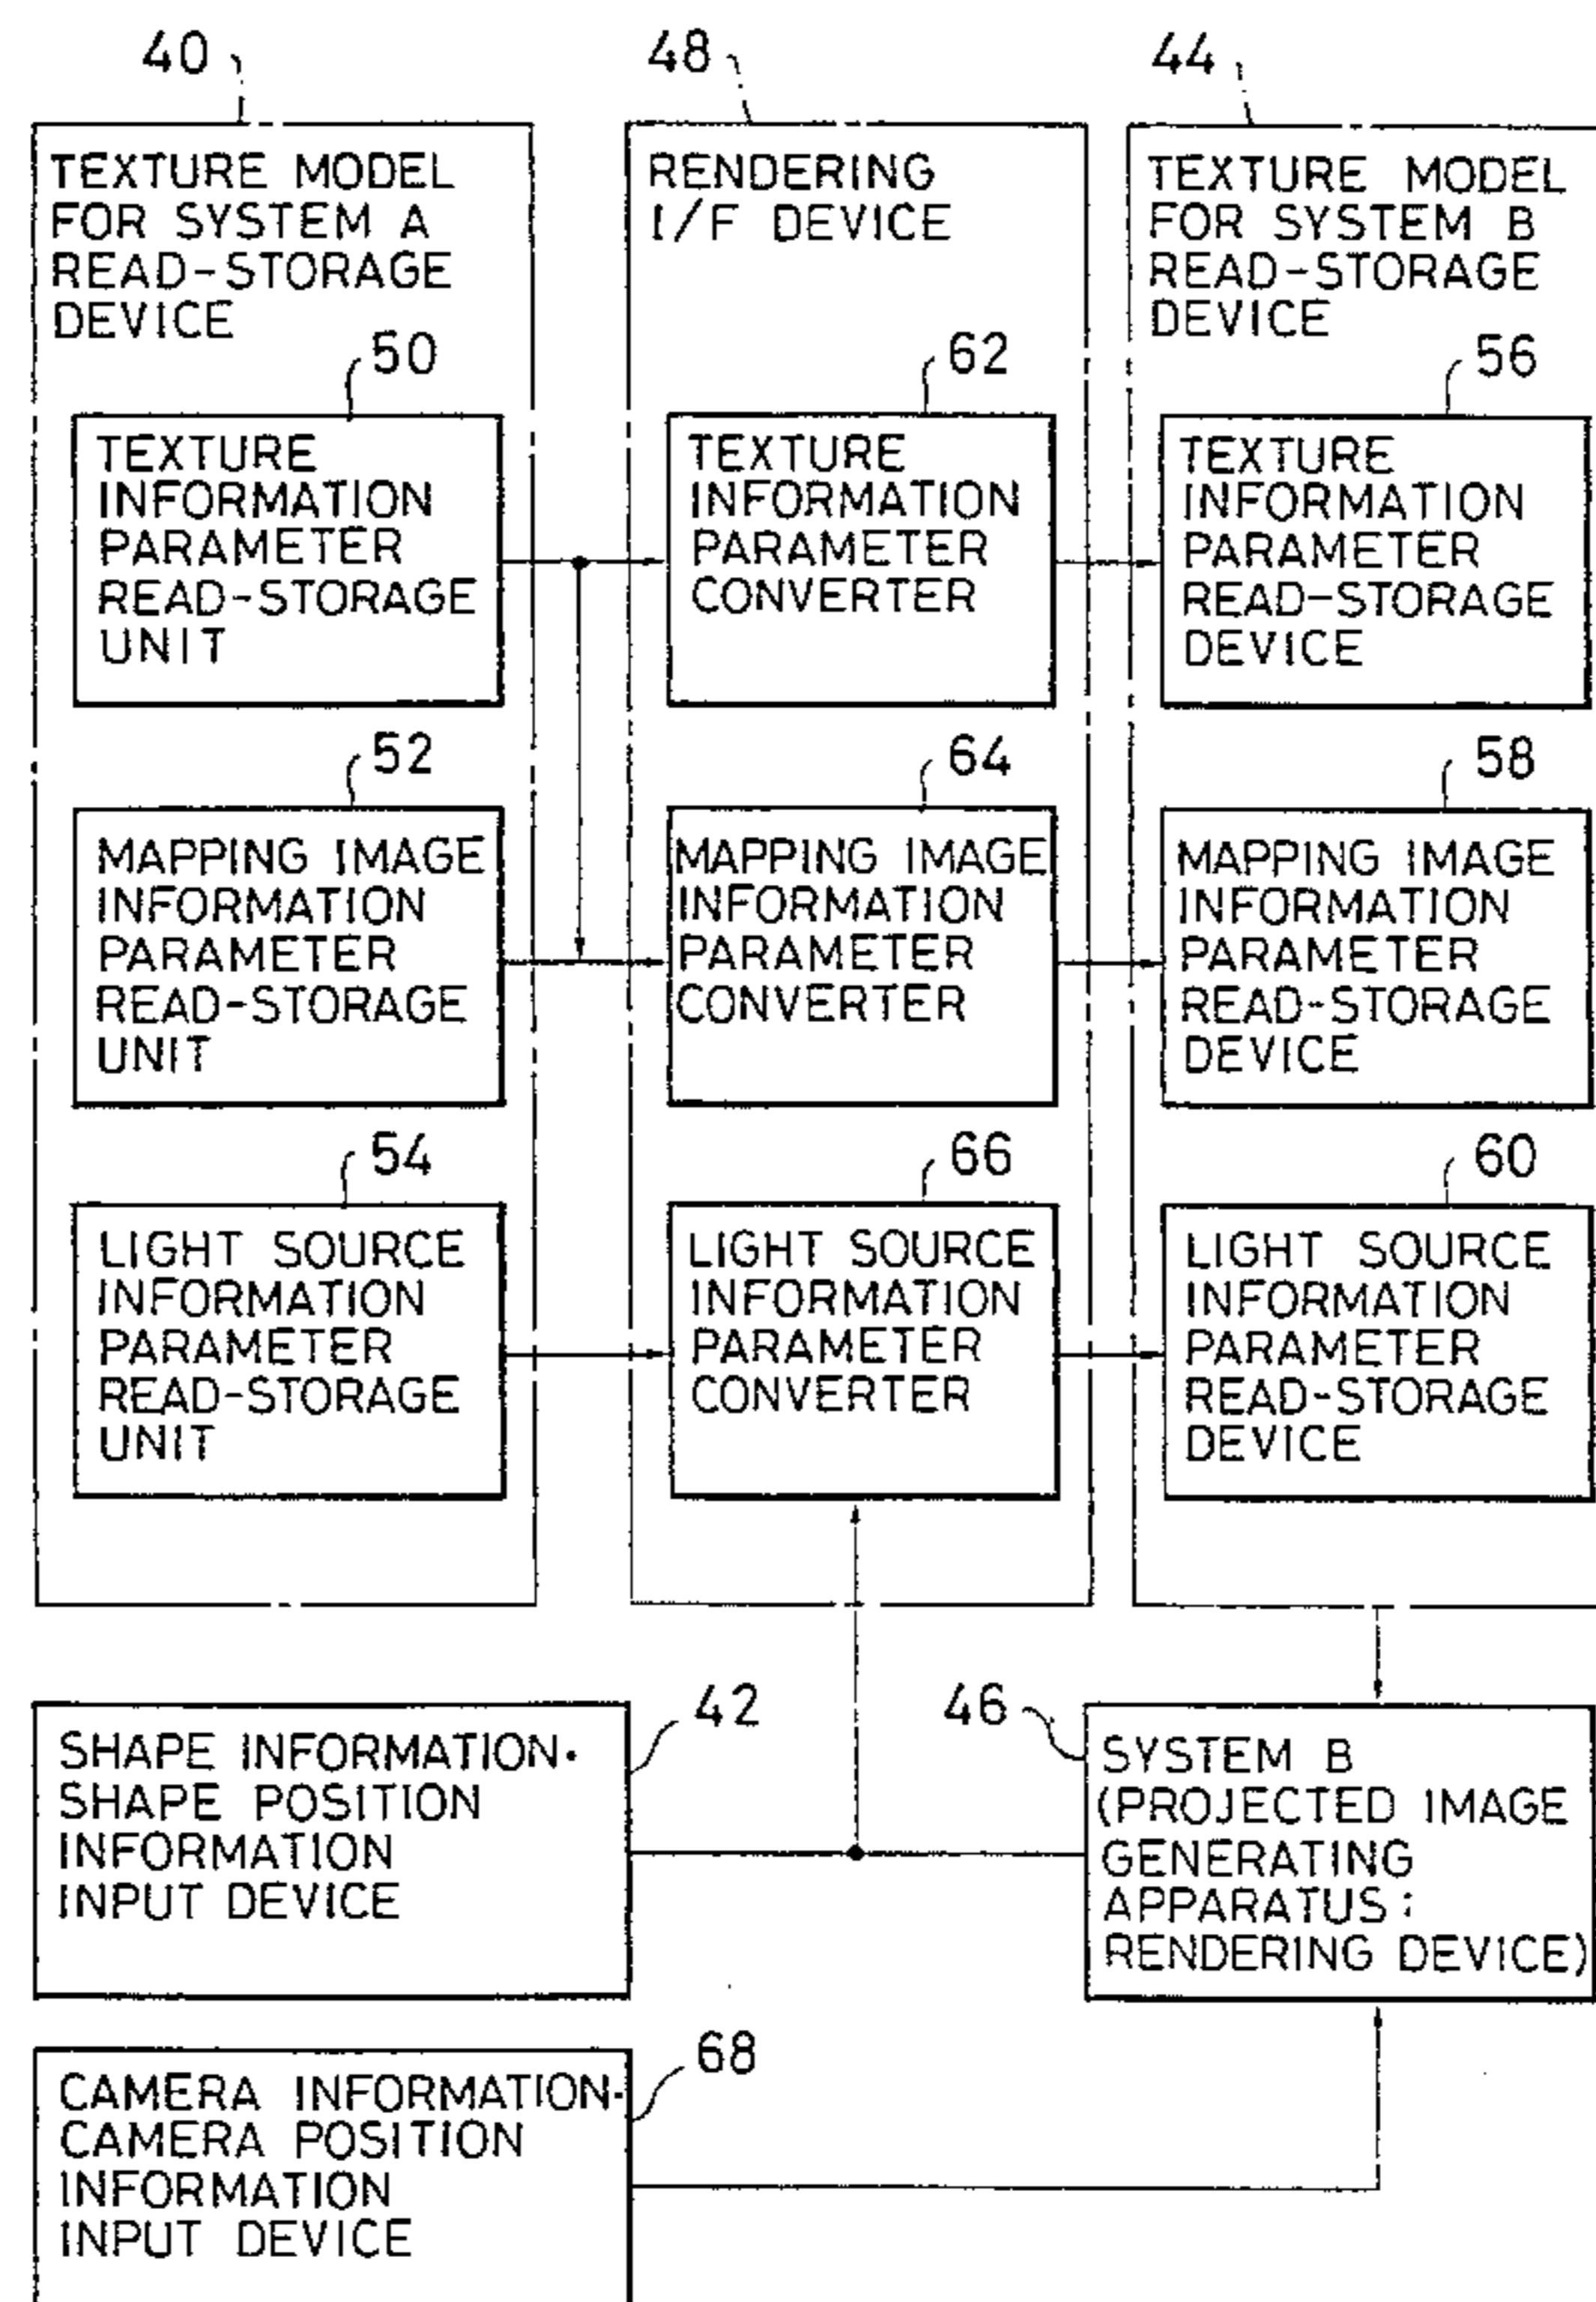 40
48
44
TEXTURE MODEL
FOR SYSTEM A
READ-STORAGE
DEVICE
RENDERING
I/F DEVICE
TEXTURE MODEL
FOR SYSTEM B
READ-STORAGE
DEVICE
50
62
56
TEXTURE
INFORMATION
PARAMETER
READ-STORAGE
UNIT
TEXTURE
INFORMATION
PARAMETER
CONVERTER
TEXTURE
INFORMATION
PARAMETER
READ-STORAGE
DEVICE
52
64
58
MAPPING IMAGE
INFORMATION
PARAMETER
READ-STORAGE
UNIT
MAPPING IMAGE
INFORMATION
PARAMETER
CONVERTER
MAPPING IMAGE
INFORMATION
PARAMETER
READ-STORAGE
DEVICE
54
66
60
LIGHT SOURCE
INFORMATION
PARAMETER
READ-STORAGE
UNIT
LIGHT SOURCE
INFORMATION
PARAMETER
CONVERTER
LIGHT SOURCE
INFORMATION
PARAMETER
READ-STORAGE
DEVICE
42
46
SHAPE INFORMATION·
SHAPE POSITION
INFORMATION
INPUT DEVICE
SYSTEM B
(PROJECTED IMAGE
GENERATING
APPARATUS:
RENDERING DEVICE)
68
CAMERA INFORMATION·
CAMERA POSITION
INFORMATION
INPUT DEVICE